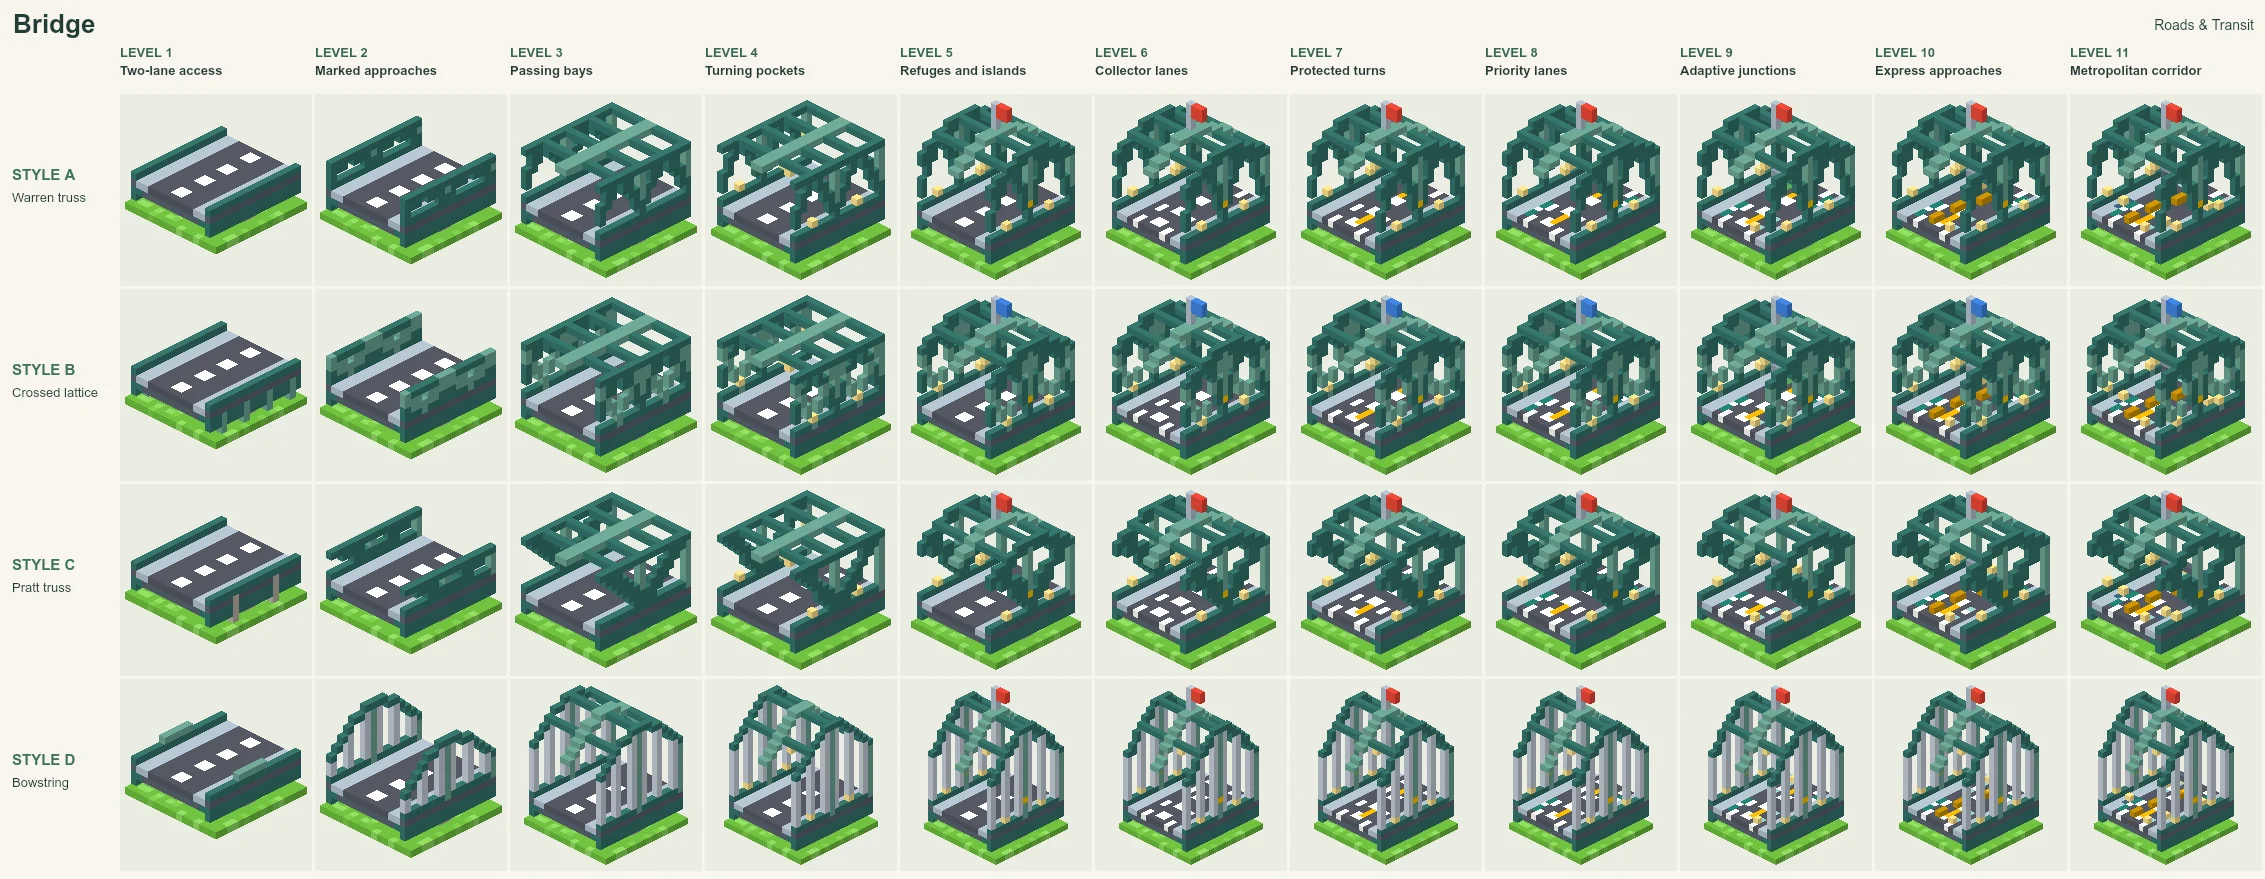 Bridge
Roads & Transit
LEVEL 1
Two-lane access
LEVEL 2
Marked approaches
LEVEL 3
Passing bays
LEVEL 4
Turning pockets
LEVEL 5
Refuges and islands
LEVEL 6
Collector lanes
LEVEL 7
Protected turns
LEVEL 8
Priority lanes
LEVEL 9
Adaptive junctions
LEVEL 10
Express approaches
LEVEL 11
Metropolitan corridor
STYLE A
Warren truss
STYLE B
Crossed lattice
STYLE C
Pratt truss
STYLE D
Bowstring